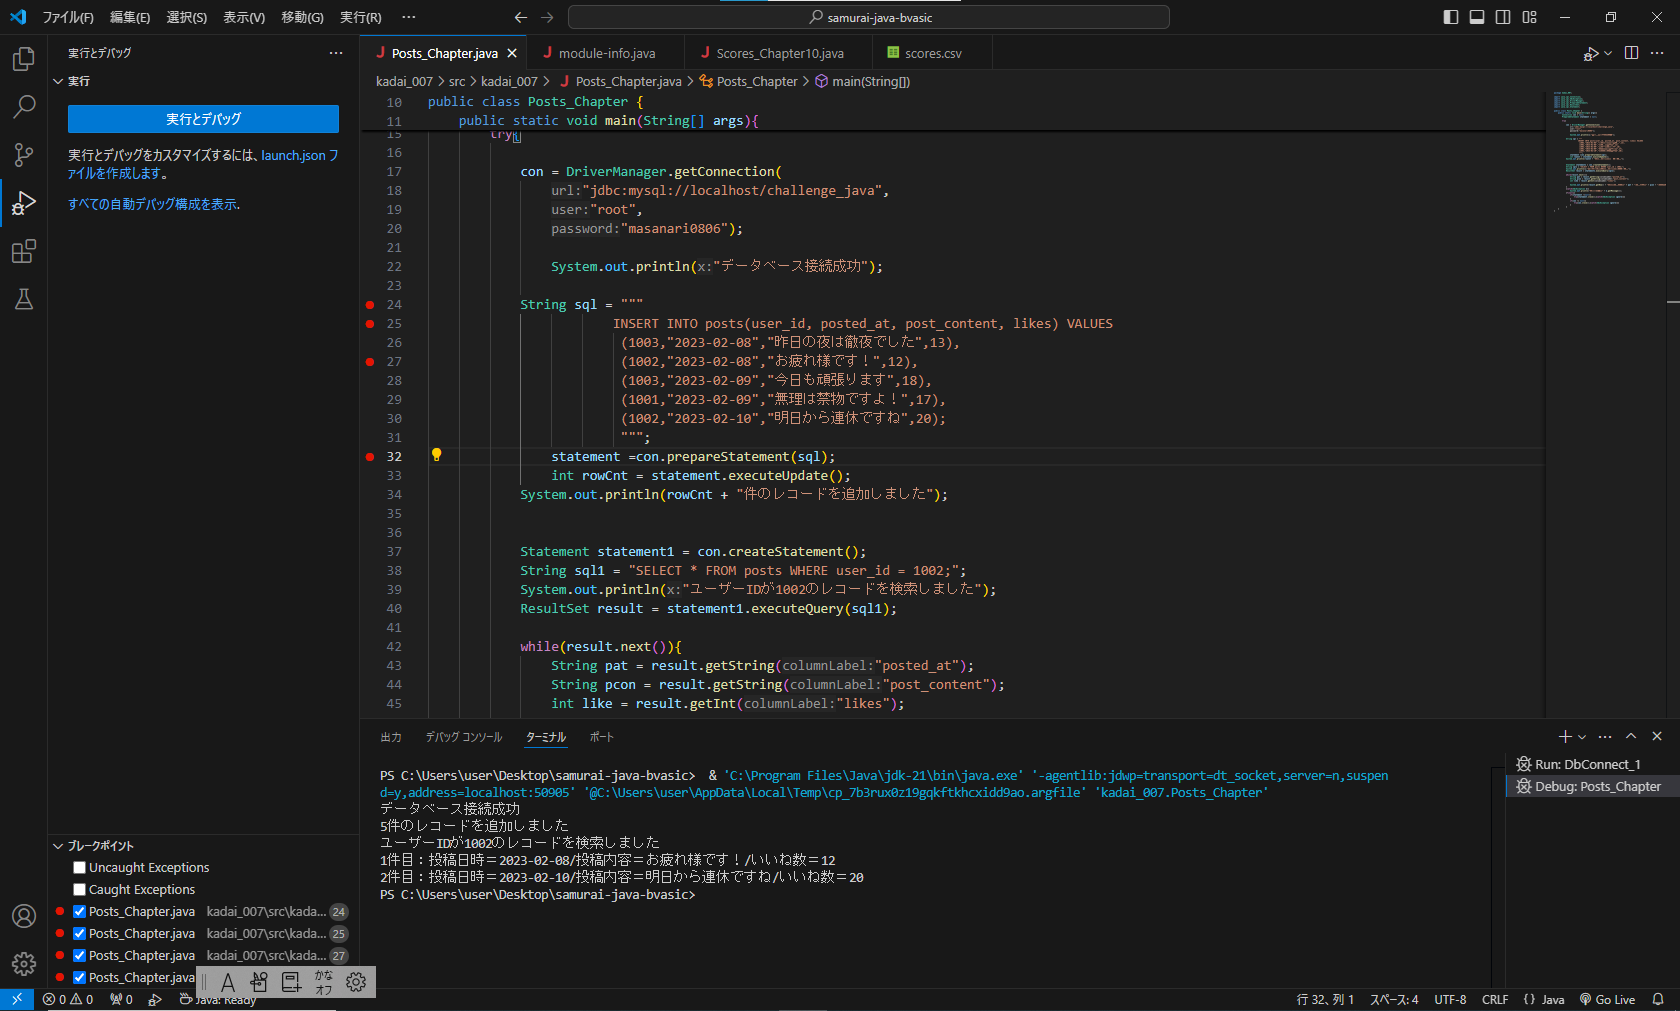 ファイル(F) 編集(E) 選択(S) 表示(V) 移動(G) 実行(R) ··· samurai-java-bvasic
実行とデバッグ ···
実行
実行とデバッグ
実行とデバッグをカスタマイズするには、launch.json フ
ァイルを作成します。
すべての自動デバッグ構成を表示.
ブレークポイント
Uncaught Exceptions
Caught Exceptions
Posts_Chapter.java kadai_007\src\kada... 24
Posts_Chapter.java kadai_007\src\kada... 25
Posts_Chapter.java kadai_007\src\kada... 27
Posts_Chapter.java
A かな オフ
Posts_Chapter.java module-info.java Scores_Chapter10.java scores.csv
kadai_007 > src > kadai_007 > Posts_Chapter.java > Posts_Chapter > main(String[])
10 public class Posts_Chapter {
11 public static void main(String[] args){
15 try{
16
17 con = DriverManager.getConnection(
18 url:"jdbc:mysql://localhost/challenge_java",
19 user:"root",
20 password:"masanari0806");
21
22 System.out.println(x:"データベース接続成功");
23
24 String sql = """
25 INSERT INTO posts(user_id, posted_at, post_content, likes) VALUES
26 (1003,"2023-02-08","昨日の夜は徹夜でした",13),
27 (1002,"2023-02-08","お疲れ様です！",12),
28 (1003,"2023-02-09","今日も頑張ります",18),
29 (1001,"2023-02-09","無理は禁物ですよ！",17),
30 (1002,"2023-02-10","明日から連休ですね",20);
31 """;
32 statement =con.prepareStatement(sql);
33 int rowCnt = statement.executeUpdate();
34 System.out.println(rowCnt + "件のレコードを追加しました");
35
36
37 Statement statement1 = con.createStatement();
38 String sql1 = "SELECT * FROM posts WHERE user_id = 1002;";
39 System.out.println(x:"ユーザーIDが1002のレコードを検索しました");
40 ResultSet result = statement1.executeQuery(sql1);
41
42 while(result.next()){
43 String pat = result.getString(columnLabel:"posted_at");
44 String pcon = result.getString(columnLabel:"post_content");
45 int like = result.getInt(columnLabel:"likes");
出力 デバッグ コンソール ターミナル ポート
PS C:\Users\user\Desktop\samurai-java-bvasic> & 'C:\Program Files\Java\jdk-21\bin\java.exe' '-agentlib:jdwp=transport=dt_socket,server=n,suspen
d=y,address=localhost:50905' '@C:\Users\user\AppData\Local\Temp\cp_7b3rux0z19gqkftkhcxidd9ao.argfile' 'kadai_007.Posts_Chapter'
データベース接続成功
5件のレコードを追加しました
ユーザーIDが1002のレコードを検索しました
1件目：投稿日時＝2023-02-08/投稿内容＝お疲れ様です！/いいね数＝12
2件目：投稿日時＝2023-02-10/投稿内容＝明日から連休ですね/いいね数＝20
PS C:\Users\user\Desktop\samurai-java-bvasic>
Run: DbConnect_1
Debug: Posts_Chapter
0 0 0 Java: Ready 行 32、列 1 スペース: 4 UTF-8 CRLF {} Java Go Live